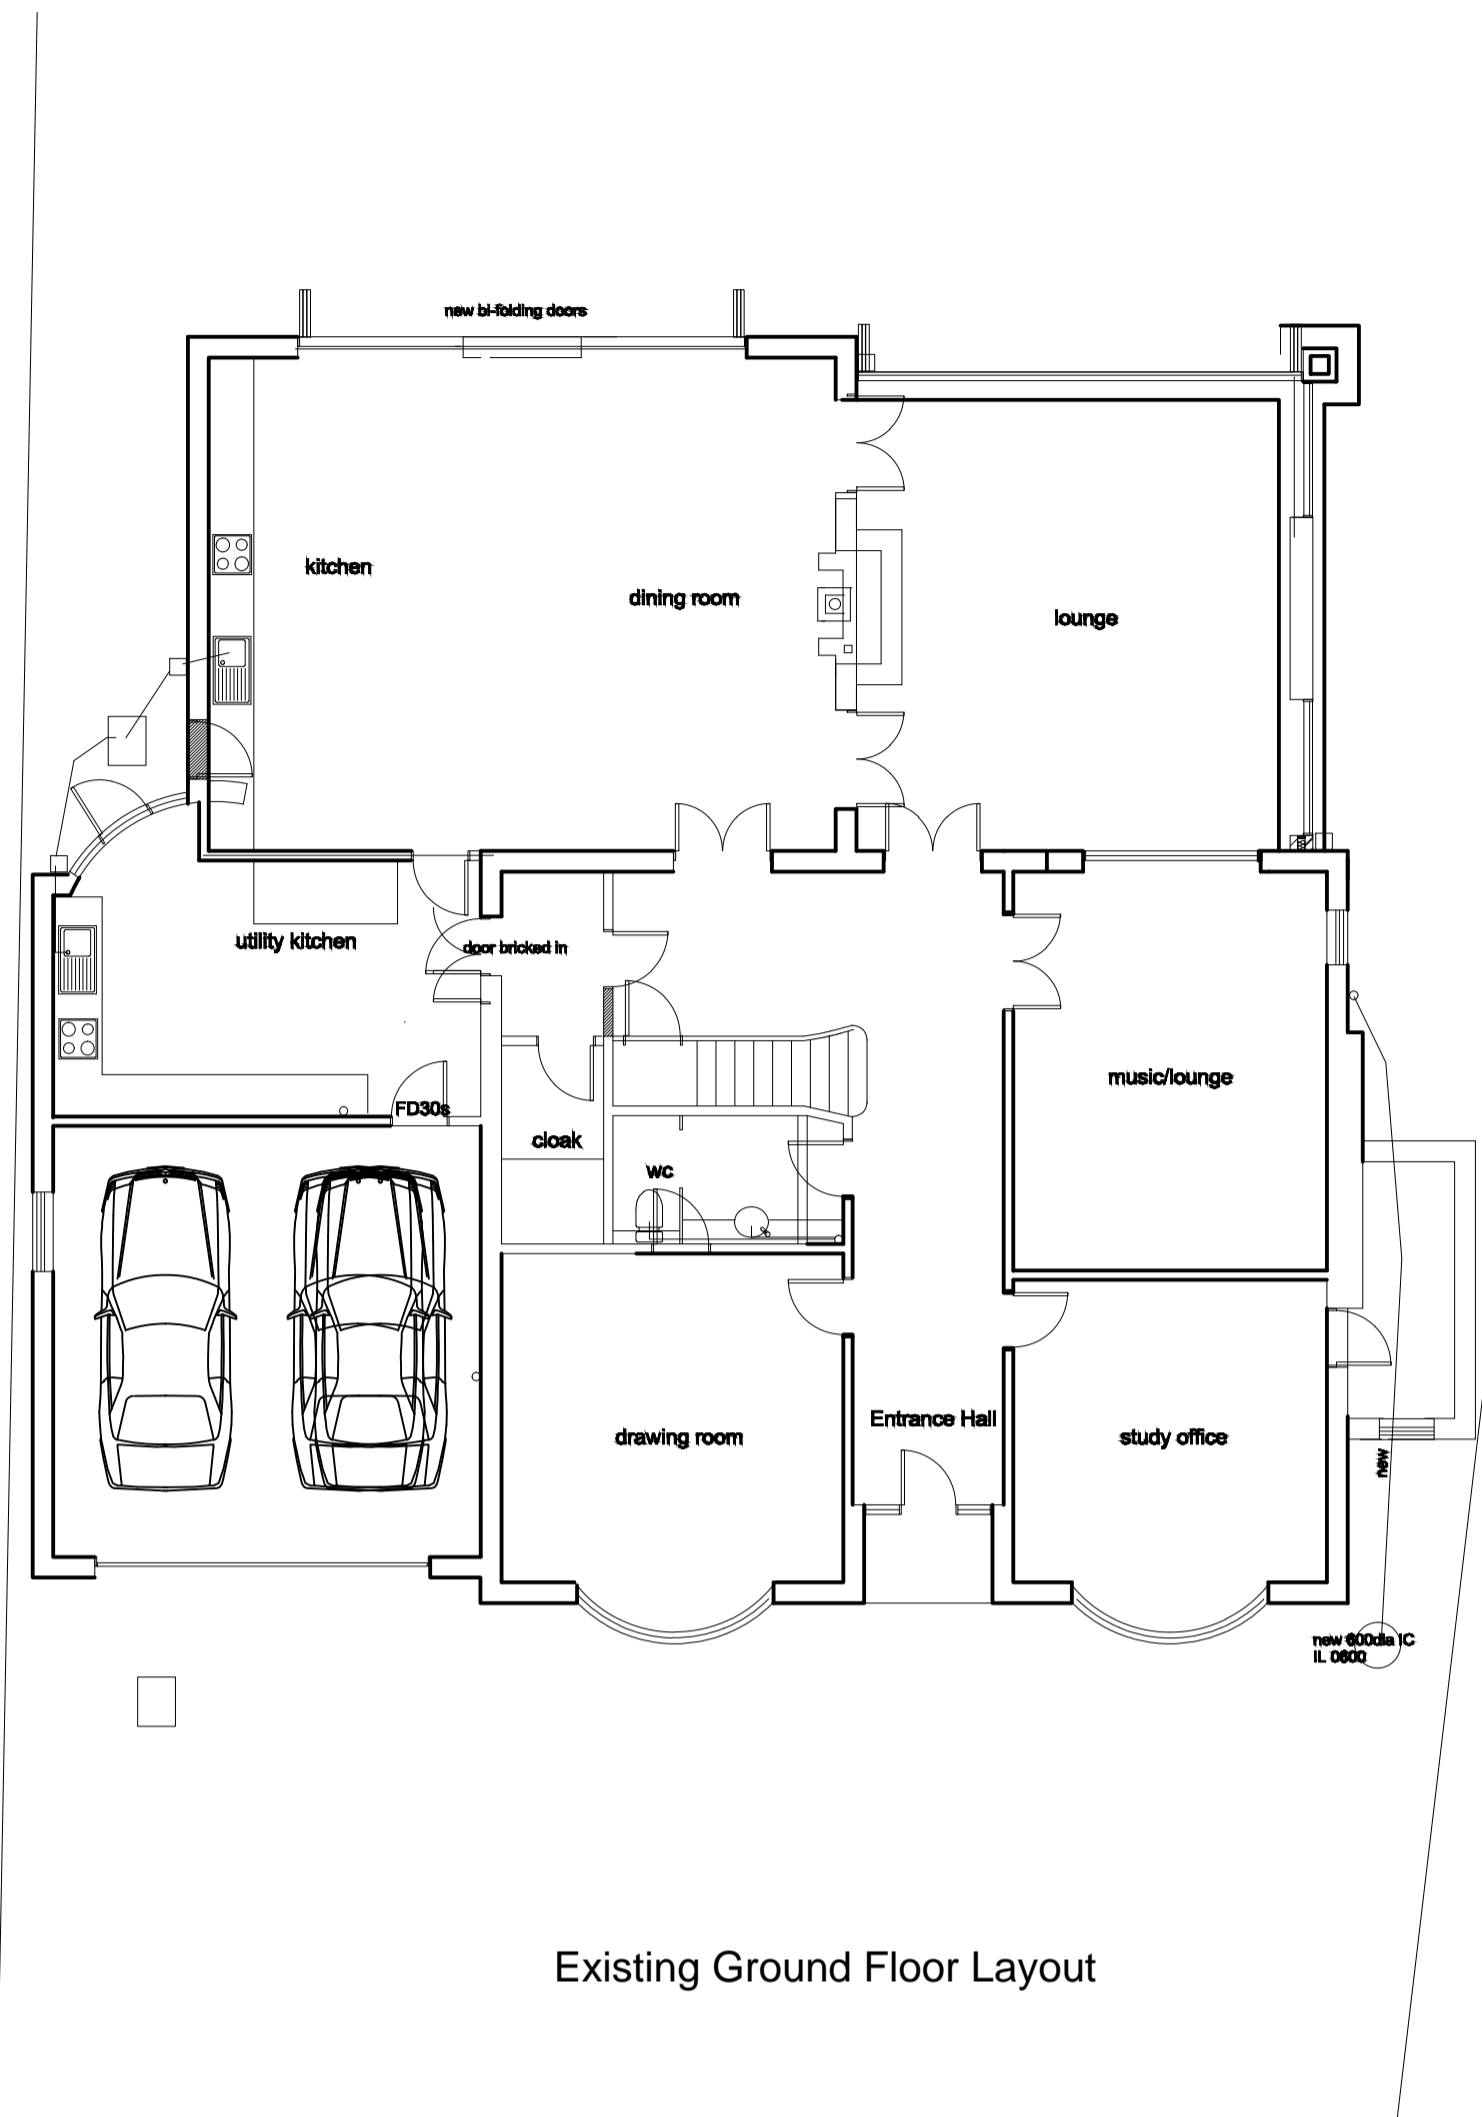 new bi-folding doors
kitchen
dining room
lounge
utility kitchen
door bricked in
music/lounge
FD30s
cloak
wc
Entrance Hall
drawing room
study office
new
new 600dia IC
IL 0600
Existing Ground Floor Layout